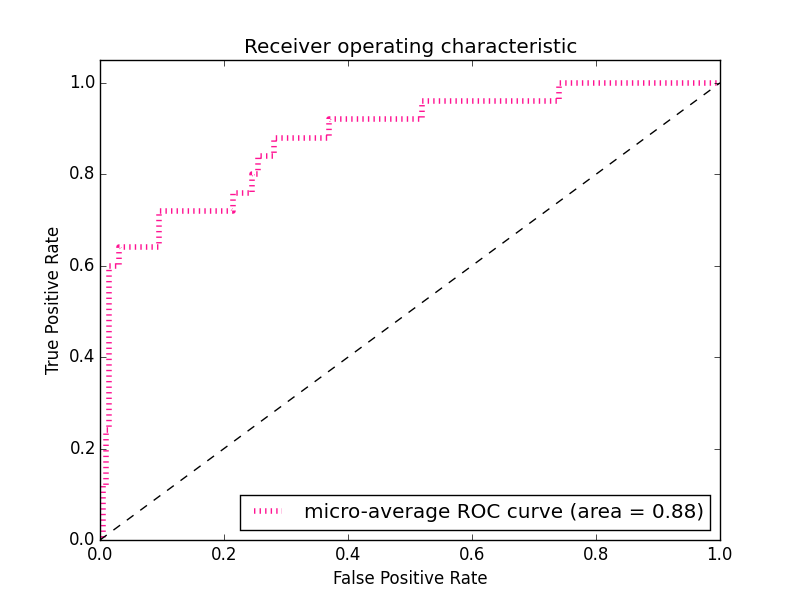 Receiver operating characteristic
1.0
0.8
0.6
0.4
0.2
0.0
True Positive Rate
micro-average ROC curve (area = 0.88)
0.0 0.2 0.4 0.6 0.8 1.0
False Positive Rate